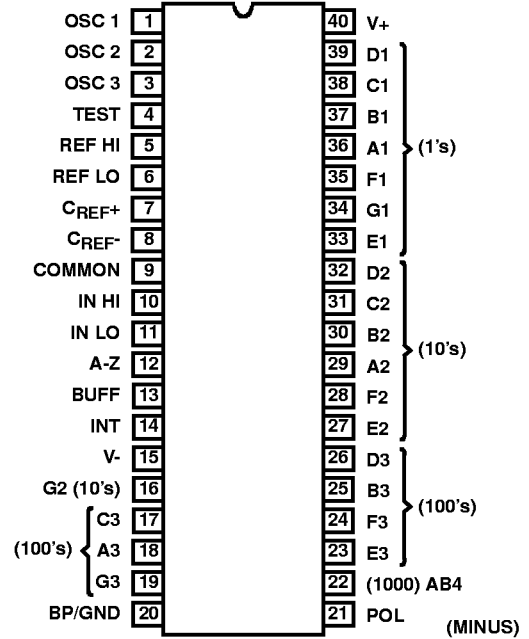 OSC 1 1 40 V+
OSC 2 2 39 D1
OSC 3 3 38 C1
TEST 4 37 B1
REF HI 5 36 A1 (1's)
REF LO 6 35 F1
CREF+ 7 34 G1
CREF- 8 33 E1
COMMON 9 32 D2
IN HI 10 31 C2
IN LO 11 30 B2
A-Z 12 29 A2 (10's)
BUFF 13 28 F2
INT 14 27 E2
V- 15 26 D3
G2 (10's) 16 25 B3 (100's)
C3 17 24 F3
(100's) A3 18 23 E3
G3 19 22 (1000) AB4
BP/GND 20 21 POL
(MINUS)